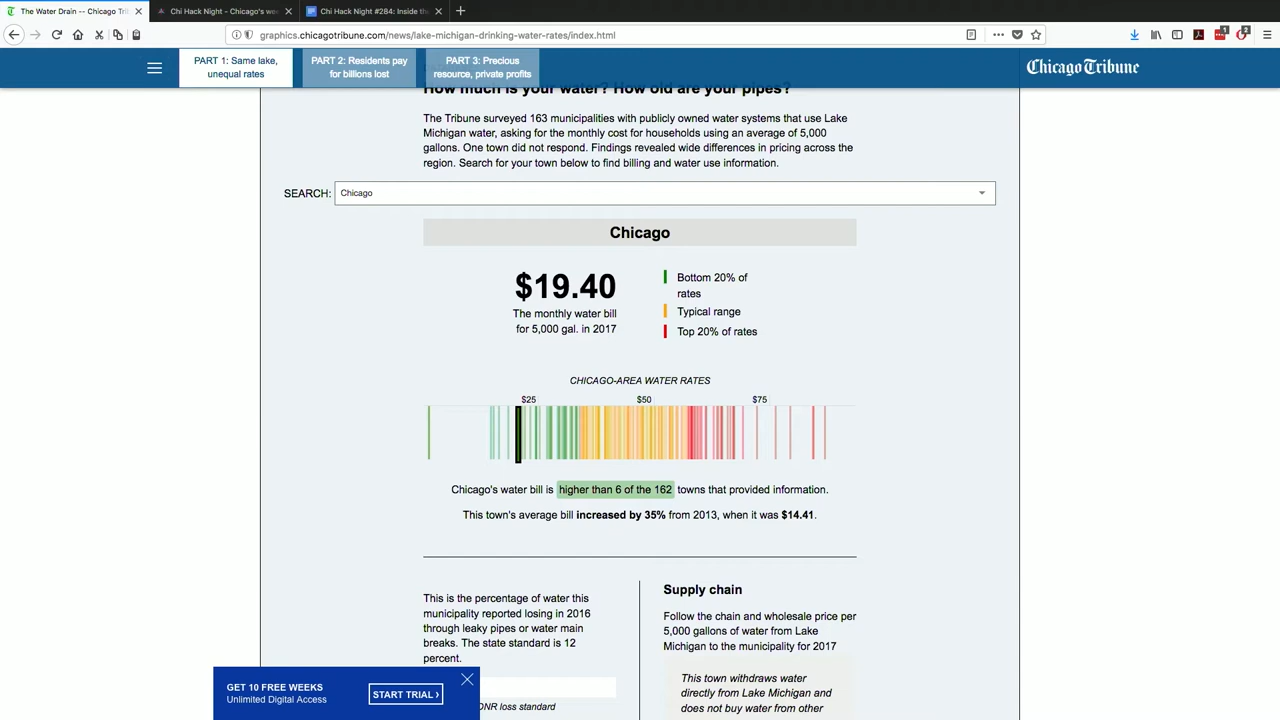 The Water Drain -- Chicago Tri
Chi Hack Night - Chicago's we
Chi Hack Night #284: Inside the
graphics.chicagotribune.com/news/lake-michigan-drinking-water-rates/index.html
PART 1: Same lake,
unequal rates
PART 2: Residents pay
for billions lost
PART 3: Precious
resource, private profits
Chicago Tribune
How much is your water? How old are your pipes?
The Tribune surveyed 163 municipalities with publicly owned water systems that use Lake
Michigan water, asking for the monthly cost for households using an average of 5,000
gallons. One town did not respond. Findings revealed wide differences in pricing across the
region. Search for your town below to find billing and water use information.
SEARCH: Chicago
Chicago
$19.40
The monthly water bill
for 5,000 gal. in 2017
Bottom 20% of
rates
Typical range
Top 20% of rates
CHICAGO-AREA WATER RATES
$25 $50 $75
Chicago's water bill is higher than 6 of the 162 towns that provided information.
This town's average bill increased by 35% from 2013, when it was $14.41.
This is the percentage of water this
municipality reported losing in 2016
through leaky pipes or water main
breaks. The state standard is 12
percent.
DNR loss standard
Supply chain
Follow the chain and wholesale price per
5,000 gallons of water from Lake
Michigan to the municipality for 2017
This town withdraws water
directly from Lake Michigan and
does not buy water from other
GET 10 FREE WEEKS
Unlimited Digital Access
START TRIAL ›